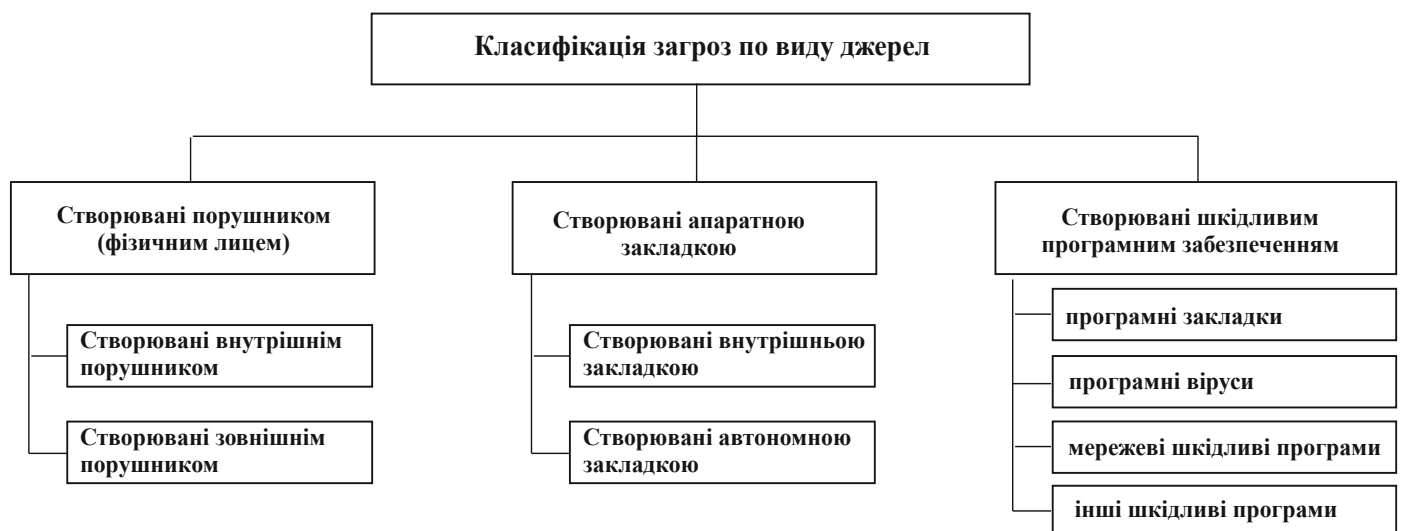 Класифікація загроз по виду джерел
Створювані порушником
(фізичним лицем)
Створювані внутрішнім
порушником
Створювані зовнішнім
порушником
Створювані апаратною
закладкою
Створювані внутрішньою
закладкою
Створювані автономною
закладкою
Створювані шкідливим
програмним забезпеченням
програмні закладки
програмні віруси
мережеві шкідливі програми
інші шкідливі програми